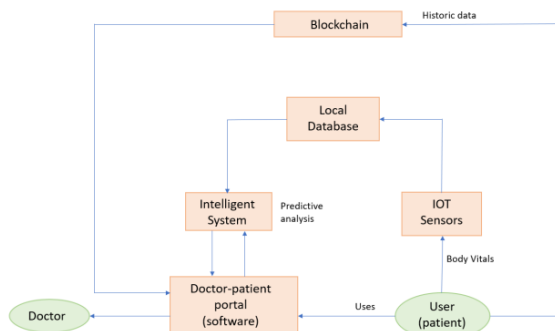 Blockchain
Historic data
Local
Database
Intelligent
System
Predictive
analysis
IOT
Sensors
Body Vitals
Doctor-patient
portal
(software)
Doctor
Uses
User
(patient)